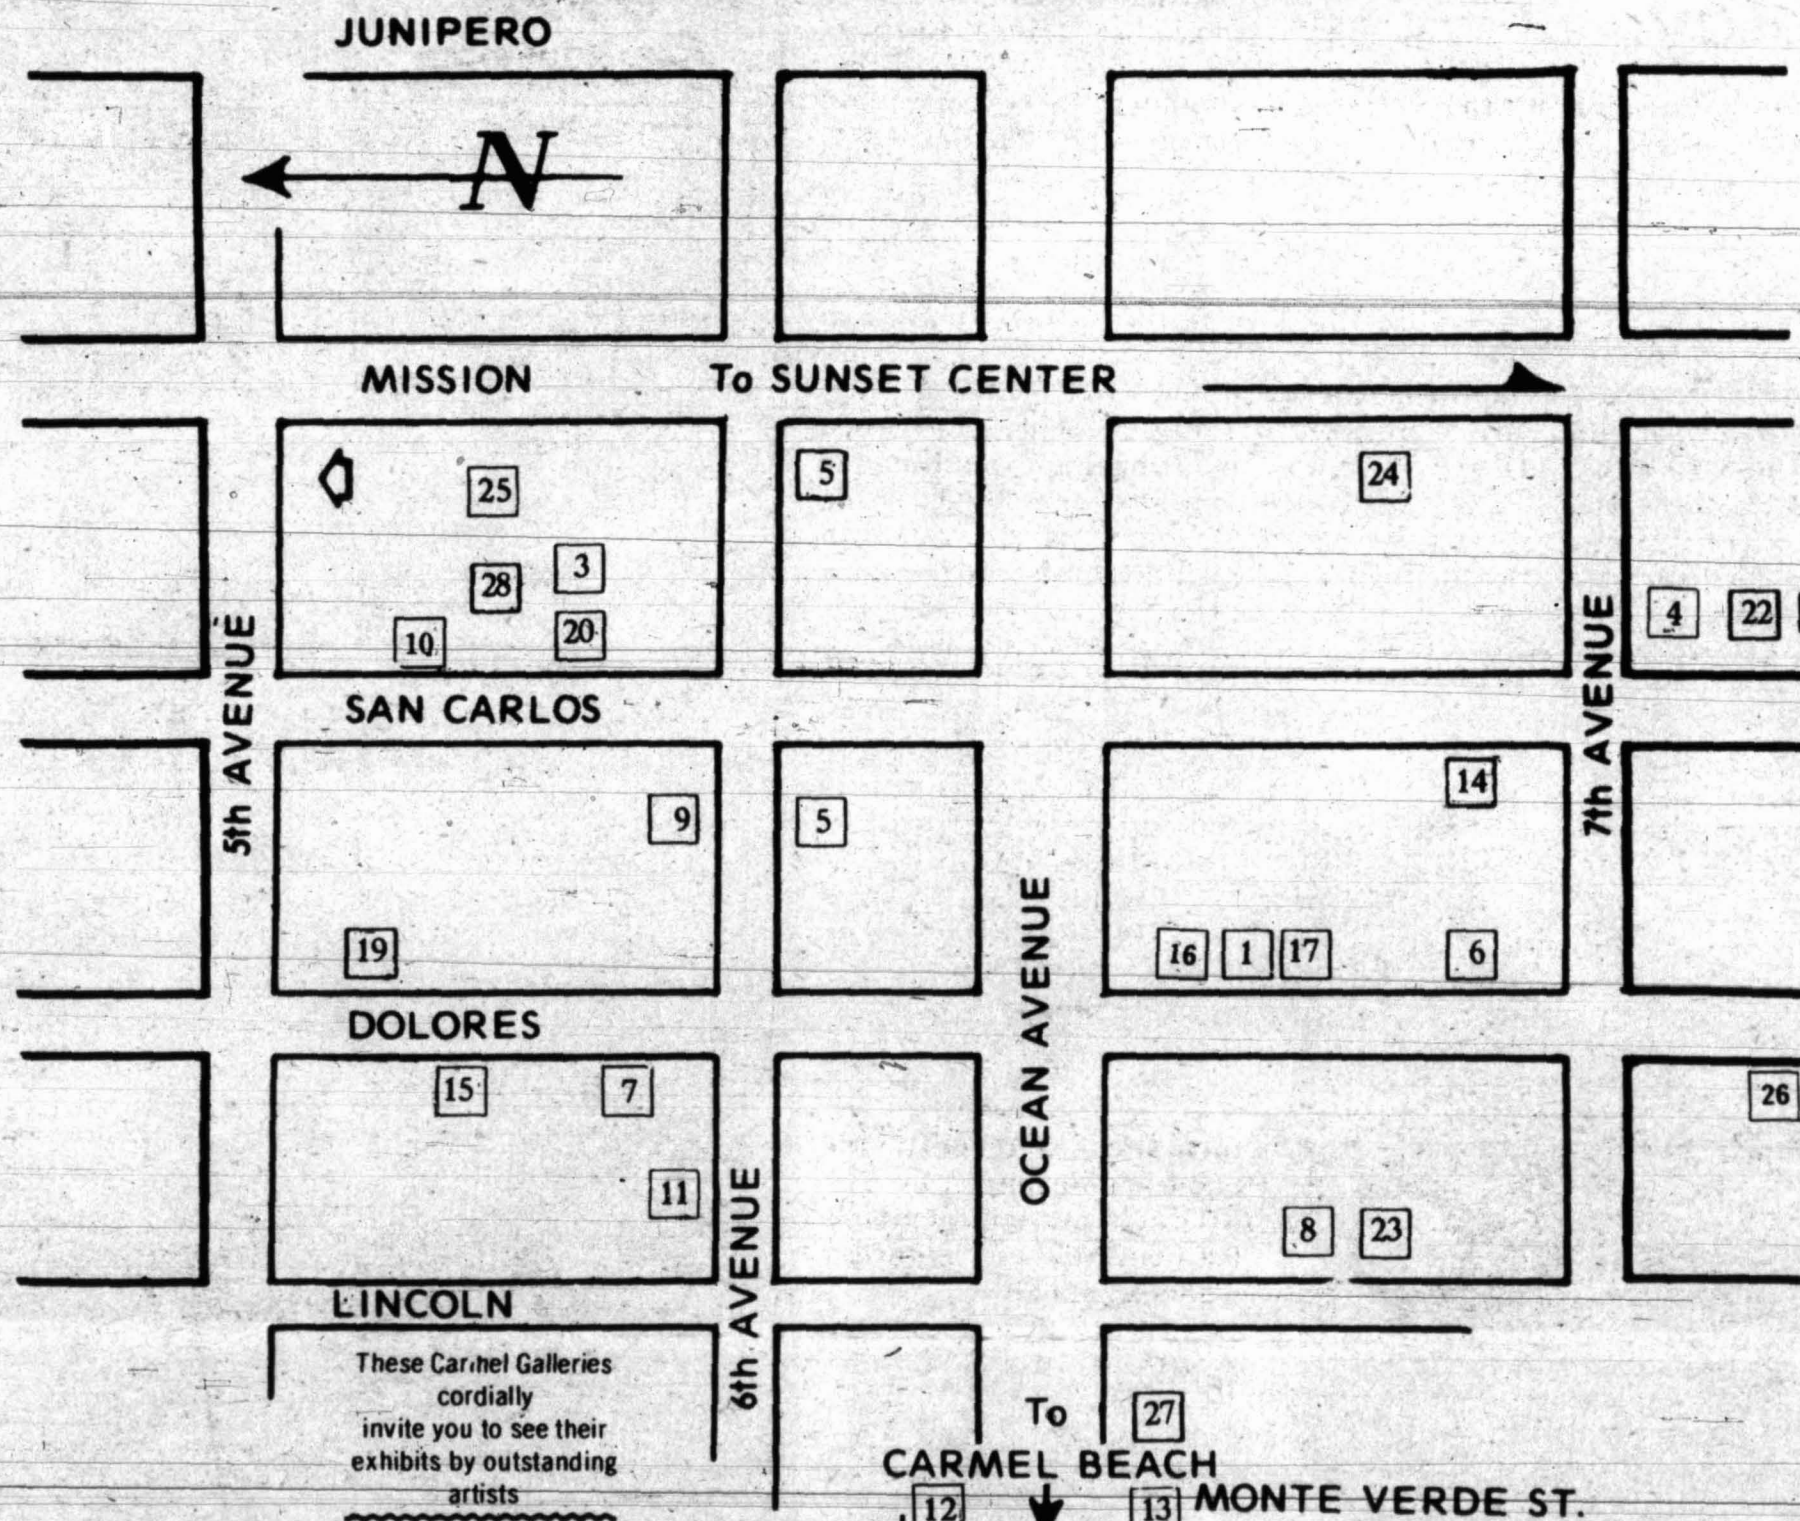 JUNIPERO
N
MISSION To SUNSET CENTER
25
5
24
28
3
10
20
4
22
5th AVENUE
7th AVENUE
SAN CARLOS
14
9
5
19
16
1
17
6
DOLORES
OCEAN AVENUE
15
7
26
11
8
23
6th AVENUE
LINCOLN
These Carmel Galleries
cordially
invite you to see their
exhibits by outstanding
artists
To
27
CARMEL BEACH
12
13
MONTE VERDE ST.